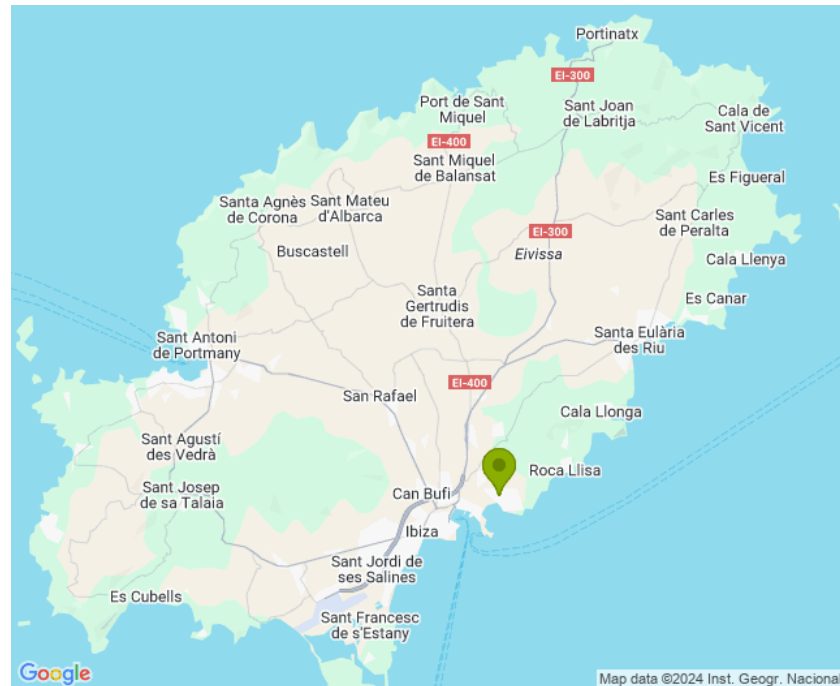 Portinatx
EI-300
Port de Sant
Miquel
Sant Joan
de Labritja
Cala de
Sant Vicent
EI-400
Sant Miquel
de Balansat
Es Figueral
Santa Agnès
de Corona
Sant Mateu
d'Albarca
Sant Carles
de Peralta
EI-300
Buscastell
Eivissa
Cala Llenya
Santa
Gertrudis
de Fruitera
Es Canar
Sant Antoni
de Portmany
Santa Eulària
des Riu
EI-400
San Rafael
Cala Llonga
Sant Agustí
des Vedrà
Roca Llisa
Sant Josep
de sa Talaia
Can Bufi
Ibiza
Sant Jordi de
ses Salines
Es Cubells
Sant Francesc
de s'Estany
Google
Map data ©2024 Inst. Geogr. Nacional